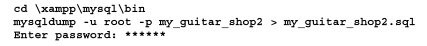 cd \xampp\mysql\bin
mysqldump -u root -p my_guitar_shop2 > my_guitar_shop2.sql
Enter password: ******